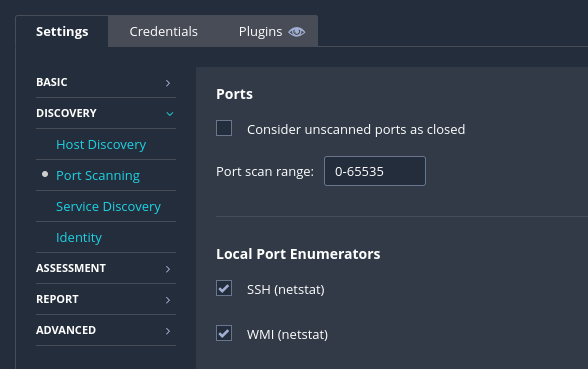 Settings
Credentials
Plugins
BASIC
DISCOVERY
Host Discovery
Port Scanning
Service Discovery
Identity
ASSESSMENT
REPORT
ADVANCED
Ports
Consider unscanned ports as closed
Port scan range: 0-65535
Local Port Enumerators
SSH (netstat)
WMI (netstat)